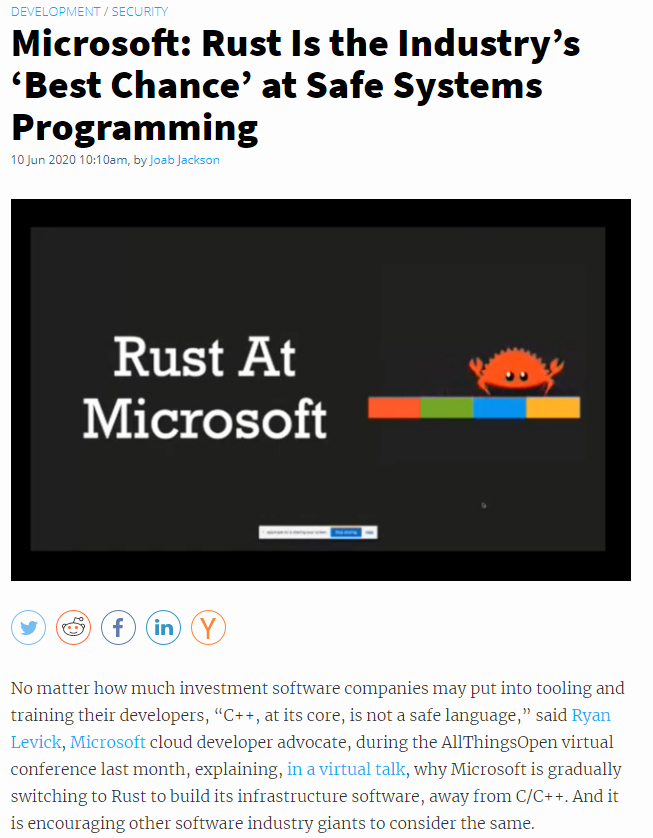 DEVELOPMENT / SECURITY
Microsoft: Rust Is the Industry’s
‘Best Chance’ at Safe Systems
Programming
10 Jun 2020 10:10am, by Joab Jackson
Rust At
Microsoft
No matter how much investment software companies may put into tooling and
training their developers, “C++, at its core, is not a safe language,” said Ryan
Levick, Microsoft cloud developer advocate, during the AllThingsOpen virtual
conference last month, explaining, in a virtual talk, why Microsoft is gradually
switching to Rust to build its infrastructure software, away from C/C++. And it
is encouraging other software industry giants to consider the same.